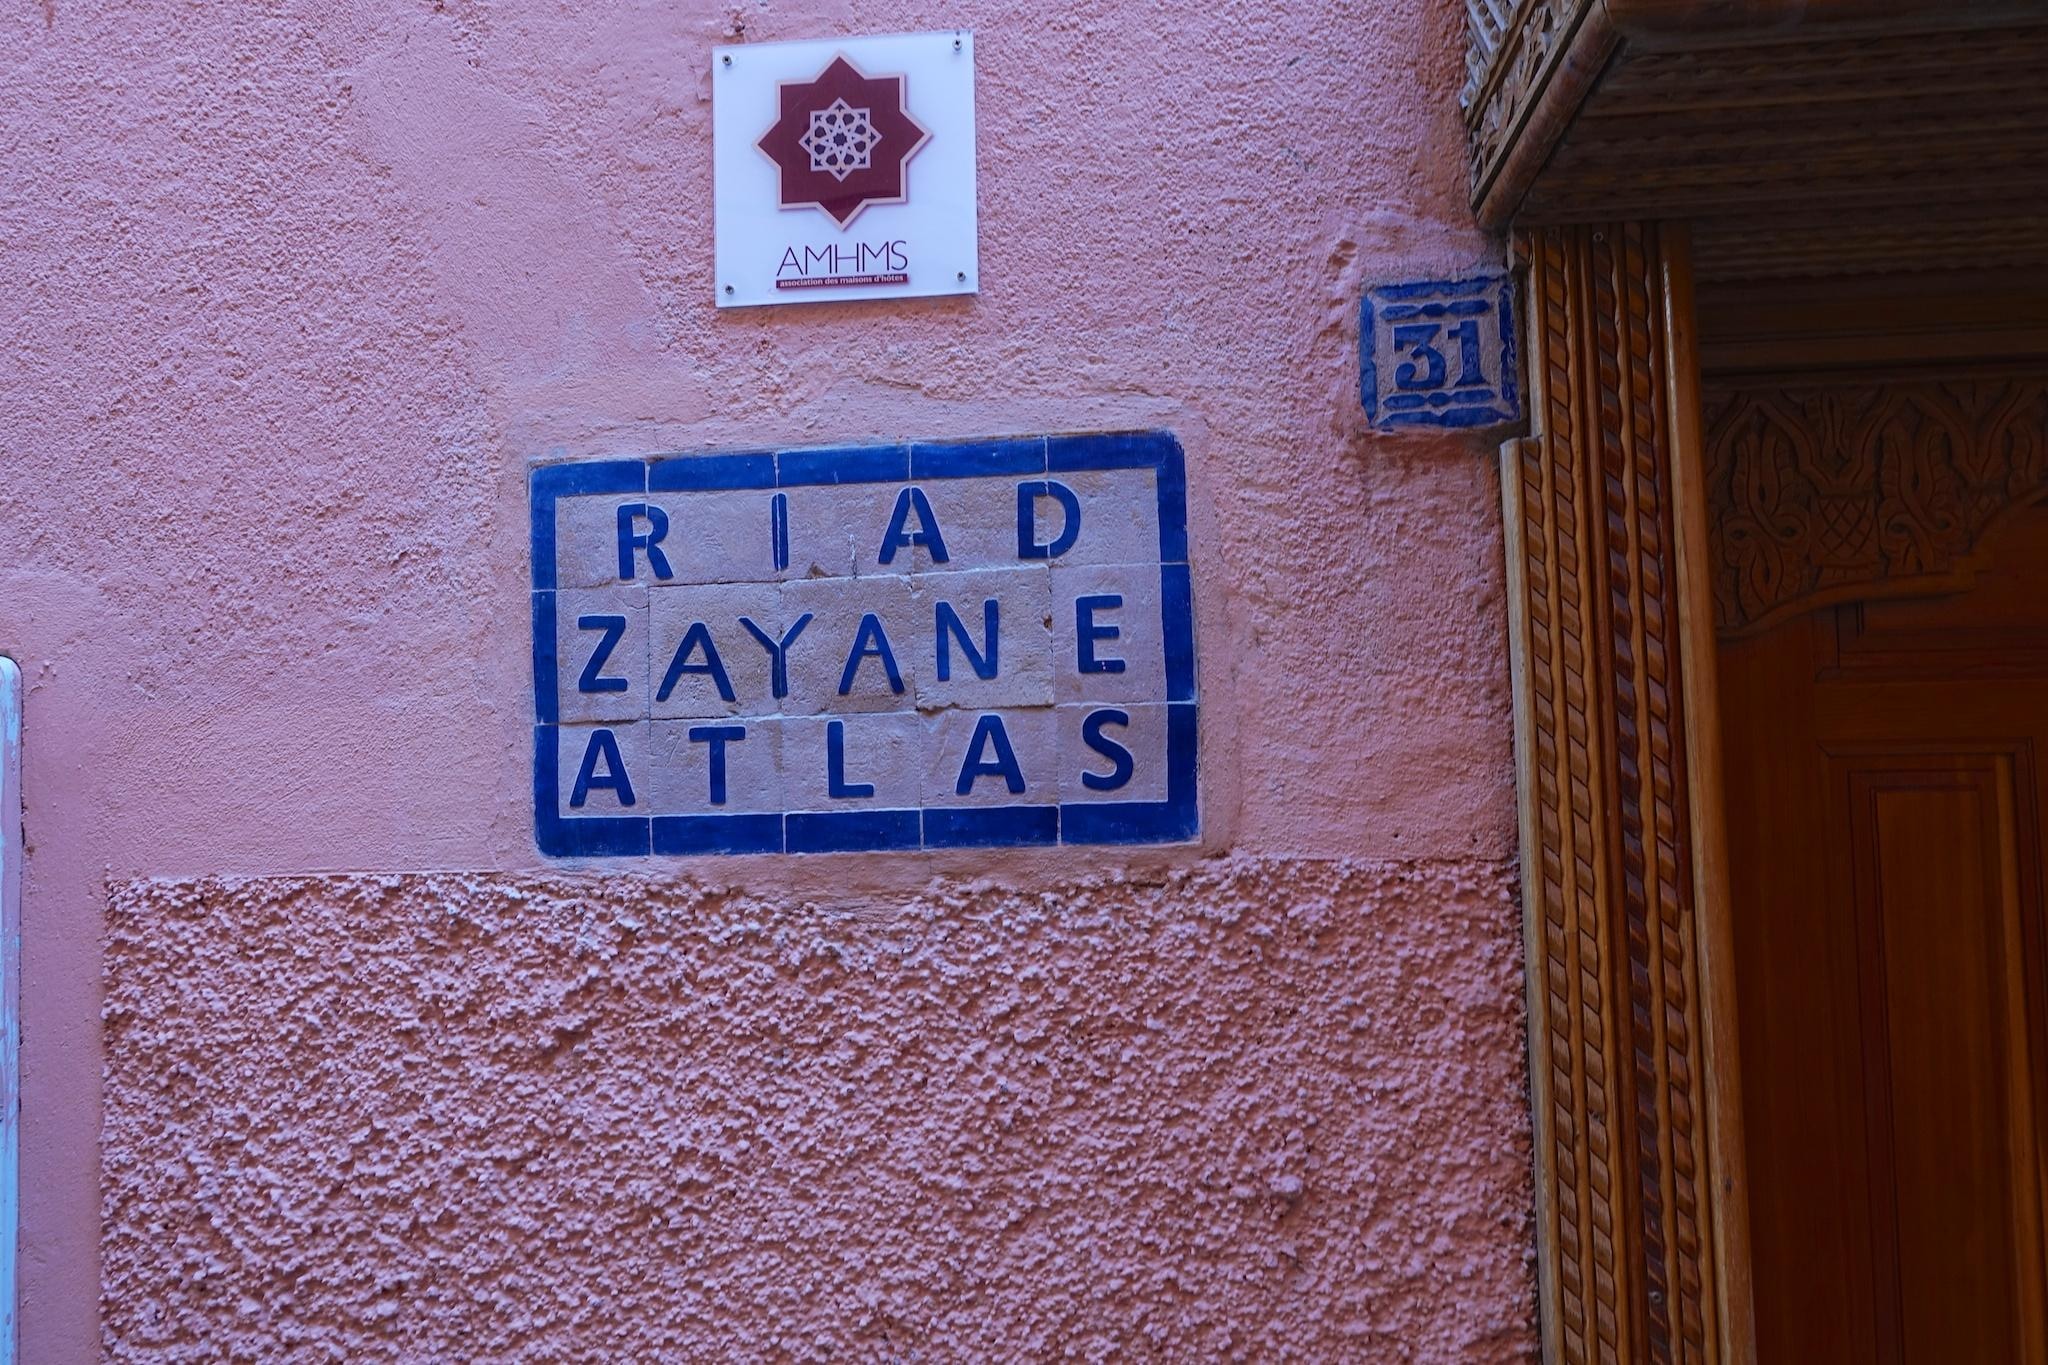 AMHMS
association des maisons d'hôtes
31
RIAD
ZAYANE
ATLAS